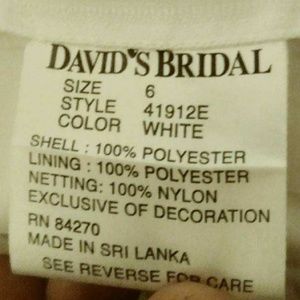 DAVID'S BRIDAL
SIZE 6
STYLE 41912E
COLOR WHITE
SHELL : 100% POLYESTER
LINING : 100% POLYESTER
NETTING: 100% NYLON
EXCLUSIVE OF DECORATION
RN 84270
MADE IN SRI LANKA
SEE REVERSE FOR CARE